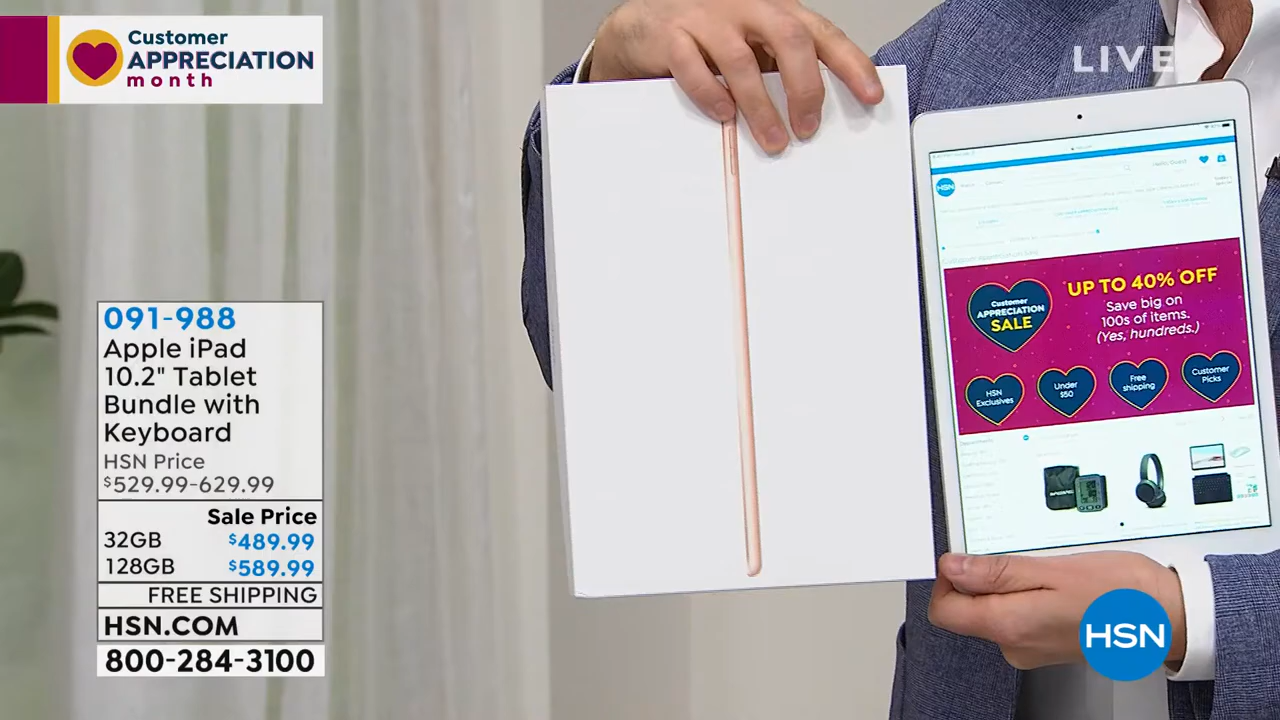 Customer
APPRECIATION
month
LIVE
091-988
Apple iPad
10.2" Tablet
Bundle with
Keyboard
HSN Price
$529.99-629.99
Sale Price
32GB $489.99
128GB $589.99
FREE SHIPPING
HSN.COM
800-284-3100
HSN
Customer
APPRECIATION
SALE
UP TO 40% OFF
Save big on
100s of items.
(Yes, hundreds.)
HSN
Exclusives
Under
$50
Free
shipping
Customer
Picks
HSN